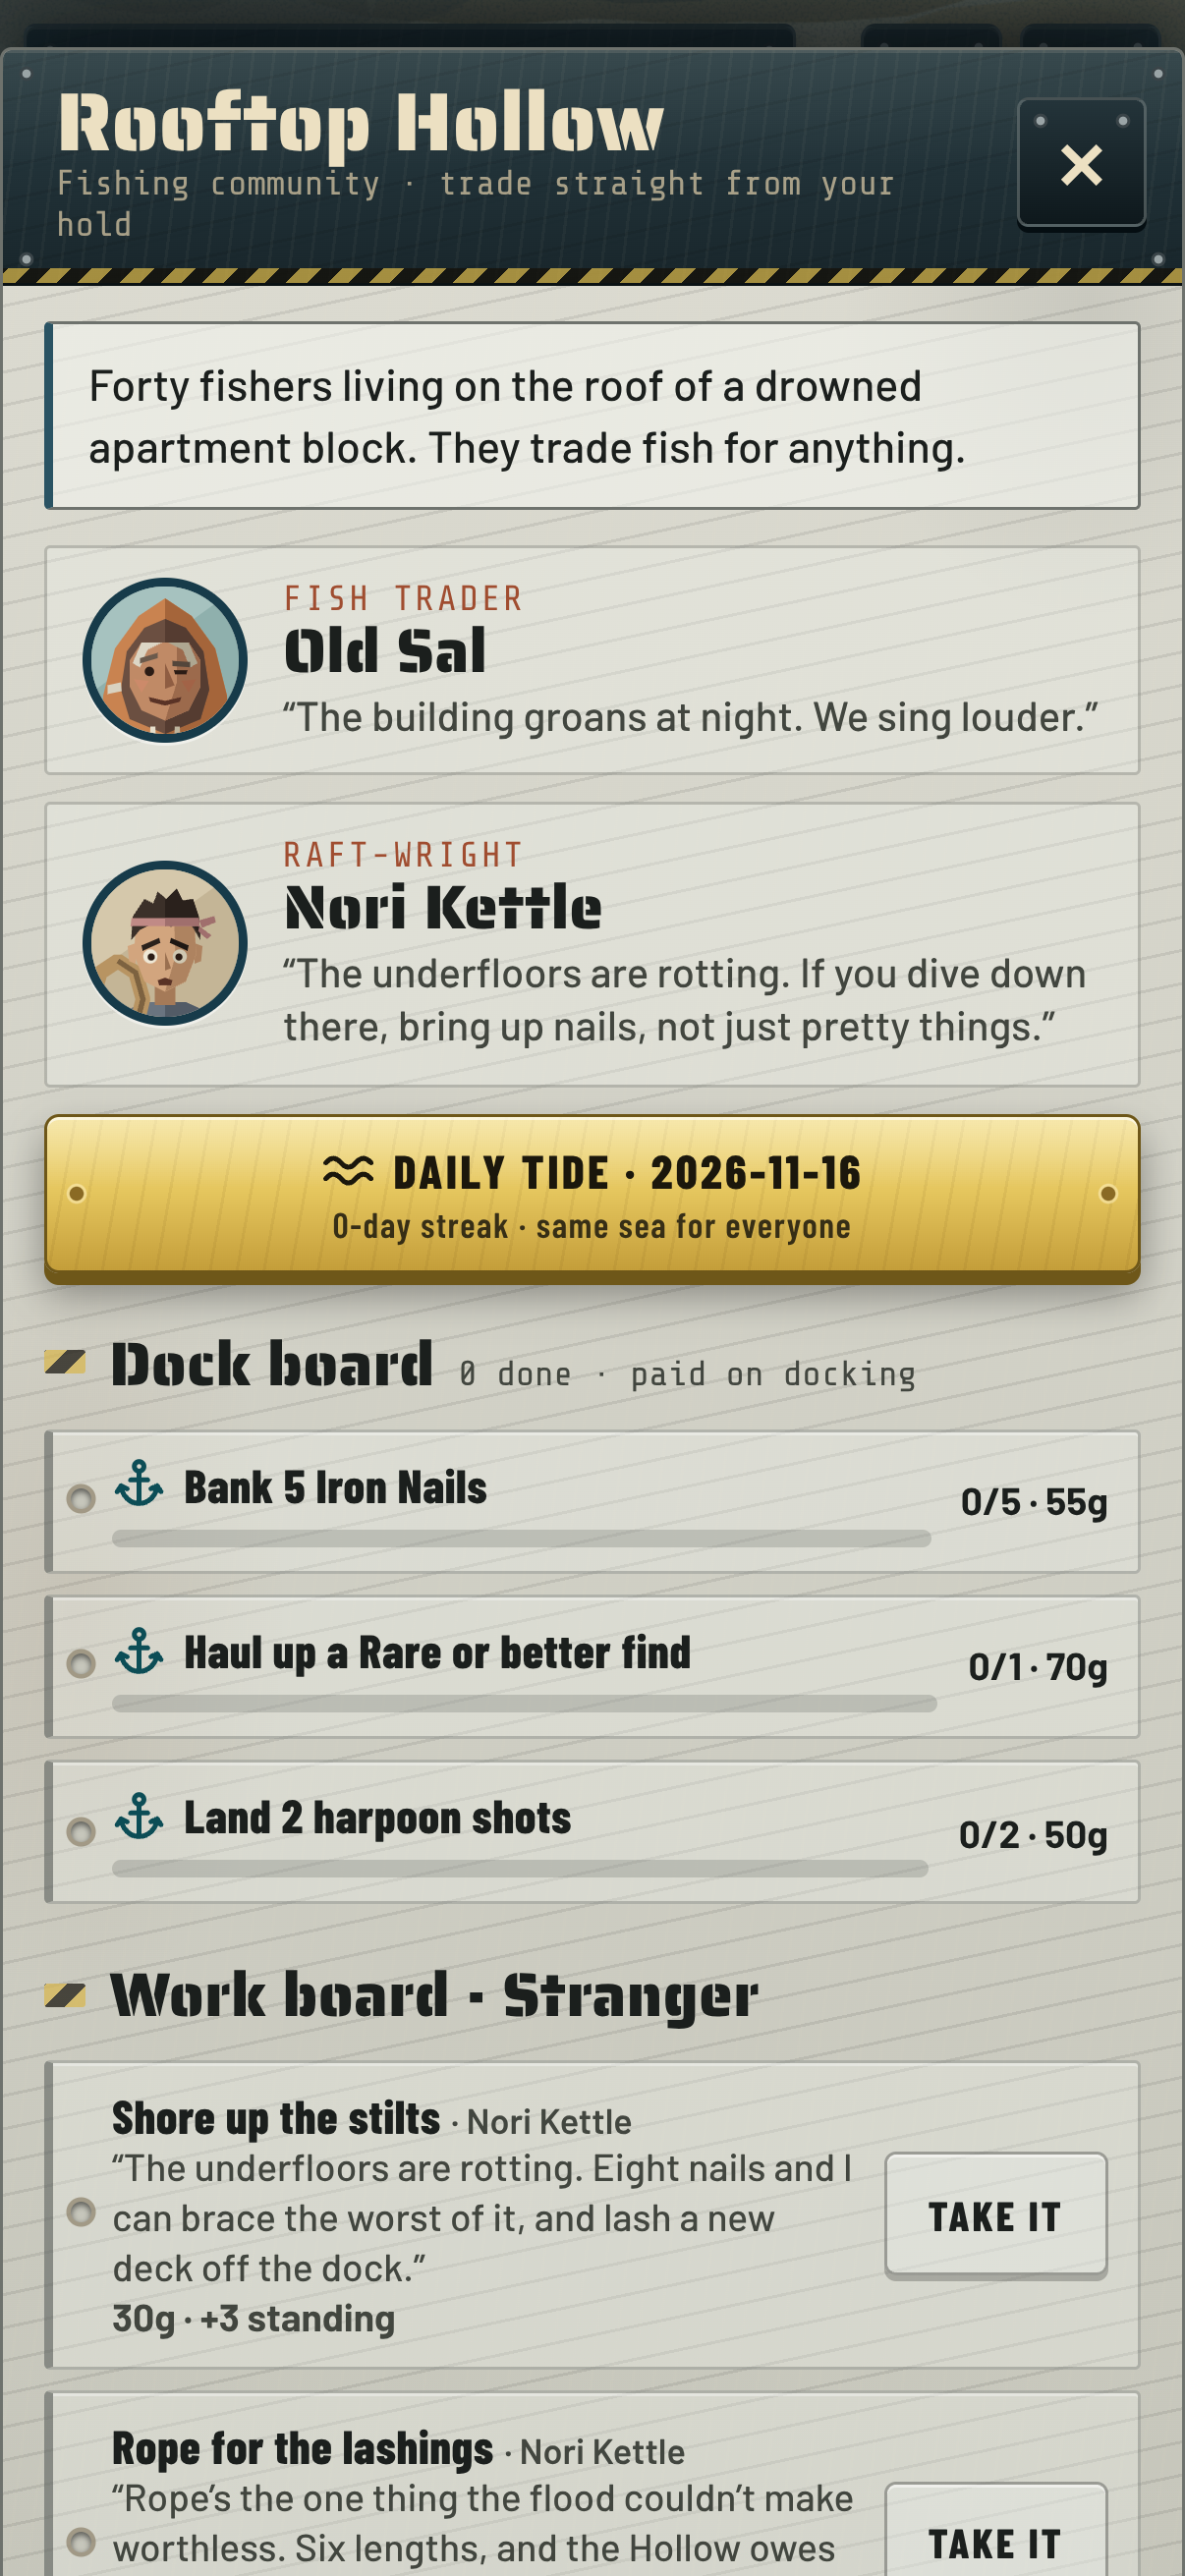 Rooftop Hollow
Fishing community · trade straight from your
hold
Forty fishers living on the roof of a drowned
apartment block. They trade fish for anything.
FISH TRADER
Old Sal
“The building groans at night. We sing louder.”
RAFT-WRIGHT
Nori Kettle
“The underfloors are rotting. If you dive down
there, bring up nails, not just pretty things.”
DAILY TIDE · 2026-11-16
0-day streak · same sea for everyone
Dock board 0 done · paid on docking
Bank 5 Iron Nails
0/5 · 55g
Haul up a Rare or better find
0/1 · 70g
Land 2 harpoon shots
0/2 · 50g
Work board · Stranger
Shore up the stilts · Nori Kettle
“The underfloors are rotting. Eight nails and I
can brace the worst of it, and lash a new
deck off the dock.”
30g · +3 standing
TAKE IT
Rope for the lashings · Nori Kettle
“Rope’s the one thing the flood couldn’t make
worthless. Six lengths, and the Hollow owes
TAKE IT